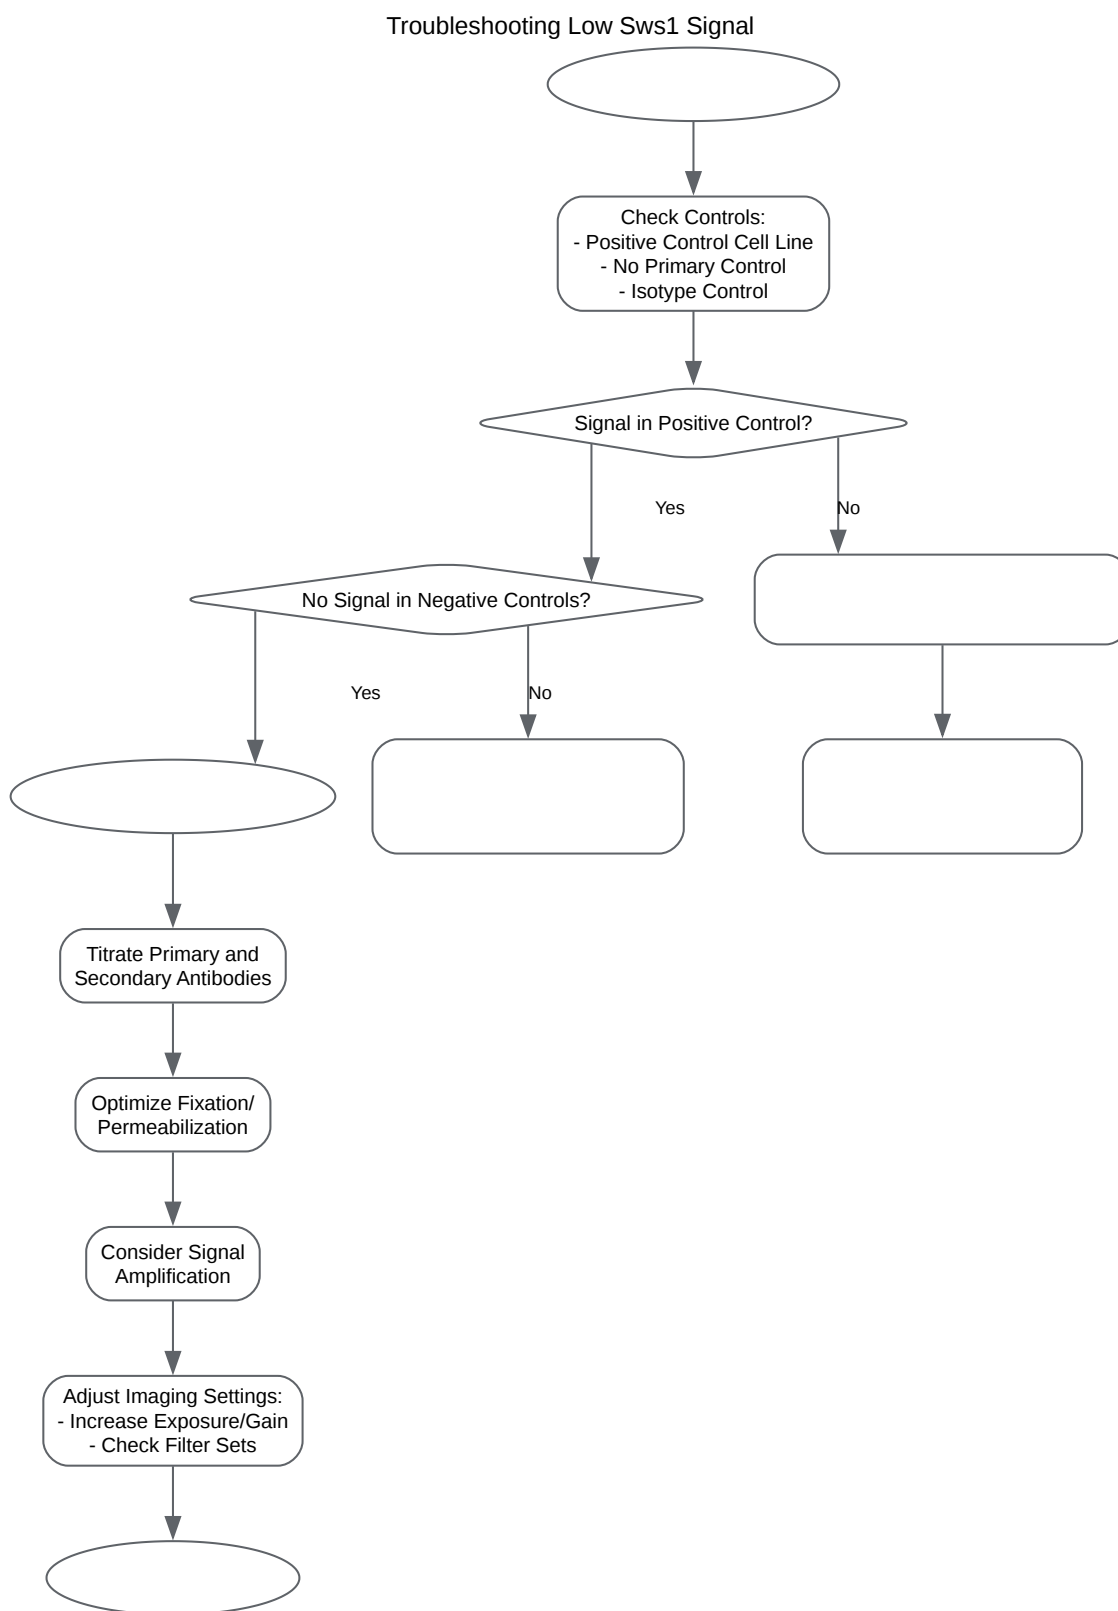 Troubleshooting Low Sws1 Signal
Check Controls:
- Positive Control Cell Line
- No Primary Control
- Isotype Control
Signal in Positive Control?
Yes
No
No Signal in Negative Controls?
Yes
No
Titrate Primary and
Secondary Antibodies
Optimize Fixation/
Permeabilization
Consider Signal
Amplification
Adjust Imaging Settings:
- Increase Exposure/Gain
- Check Filter Sets